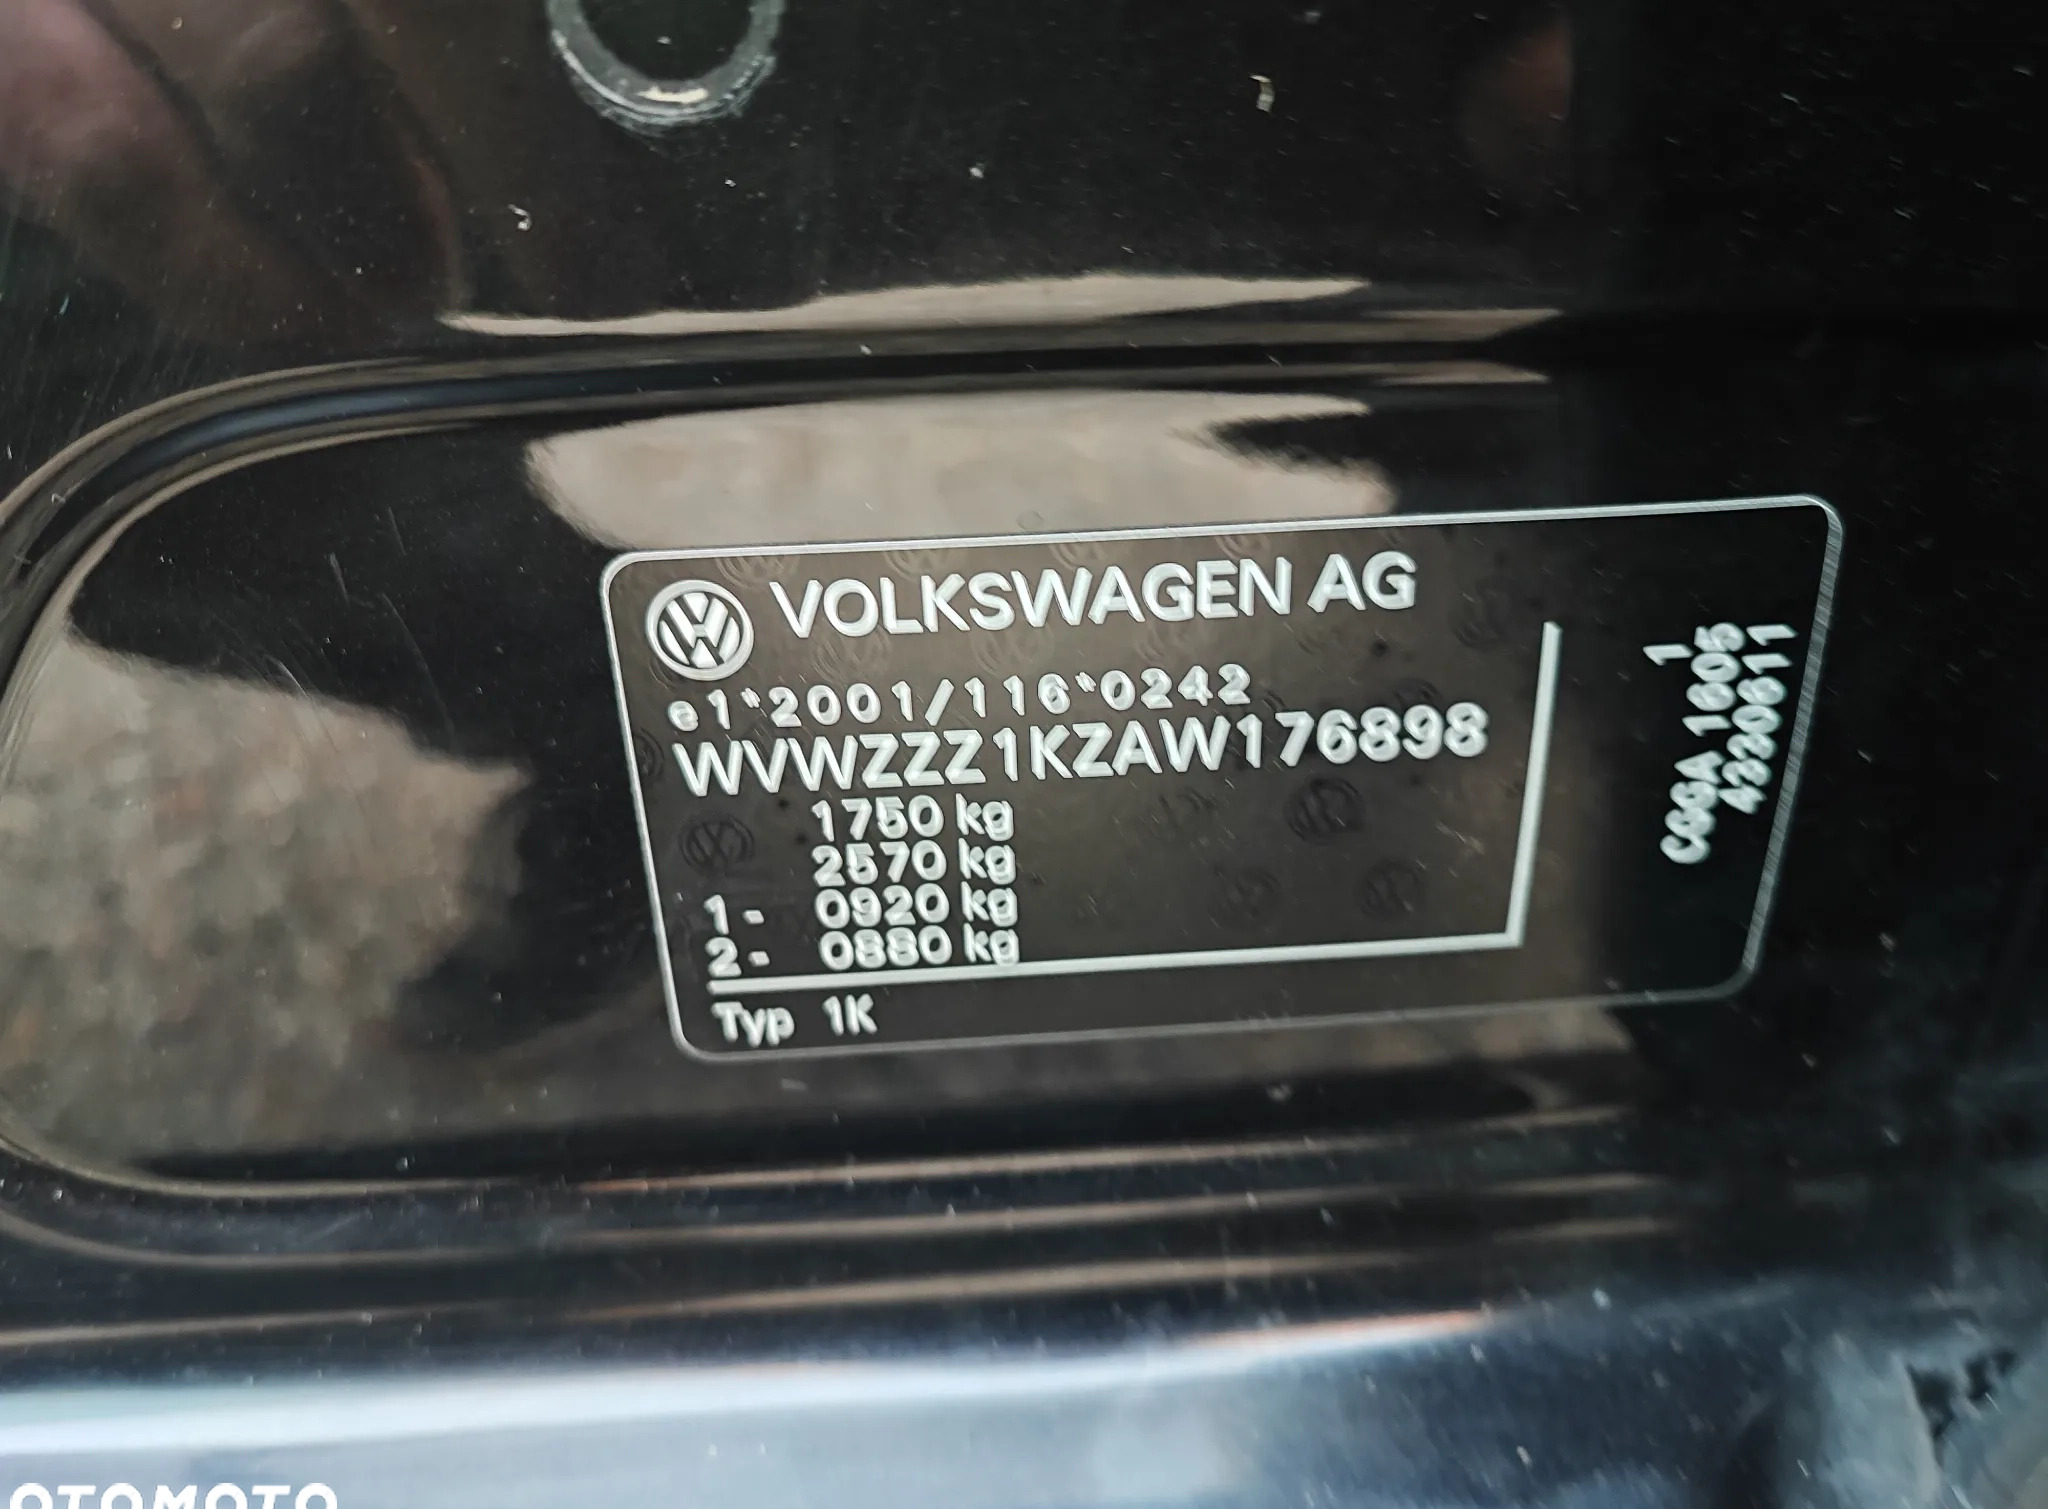 VOLKSWAGEN AG
e1*2001/116*0242
WVWZZZ1KZAW176898
1750 kg
2570 kg
1- 0920 kg
2- 0880 kg
Typ 1K
1
CGGA 1605
4330611
OTOMOTO